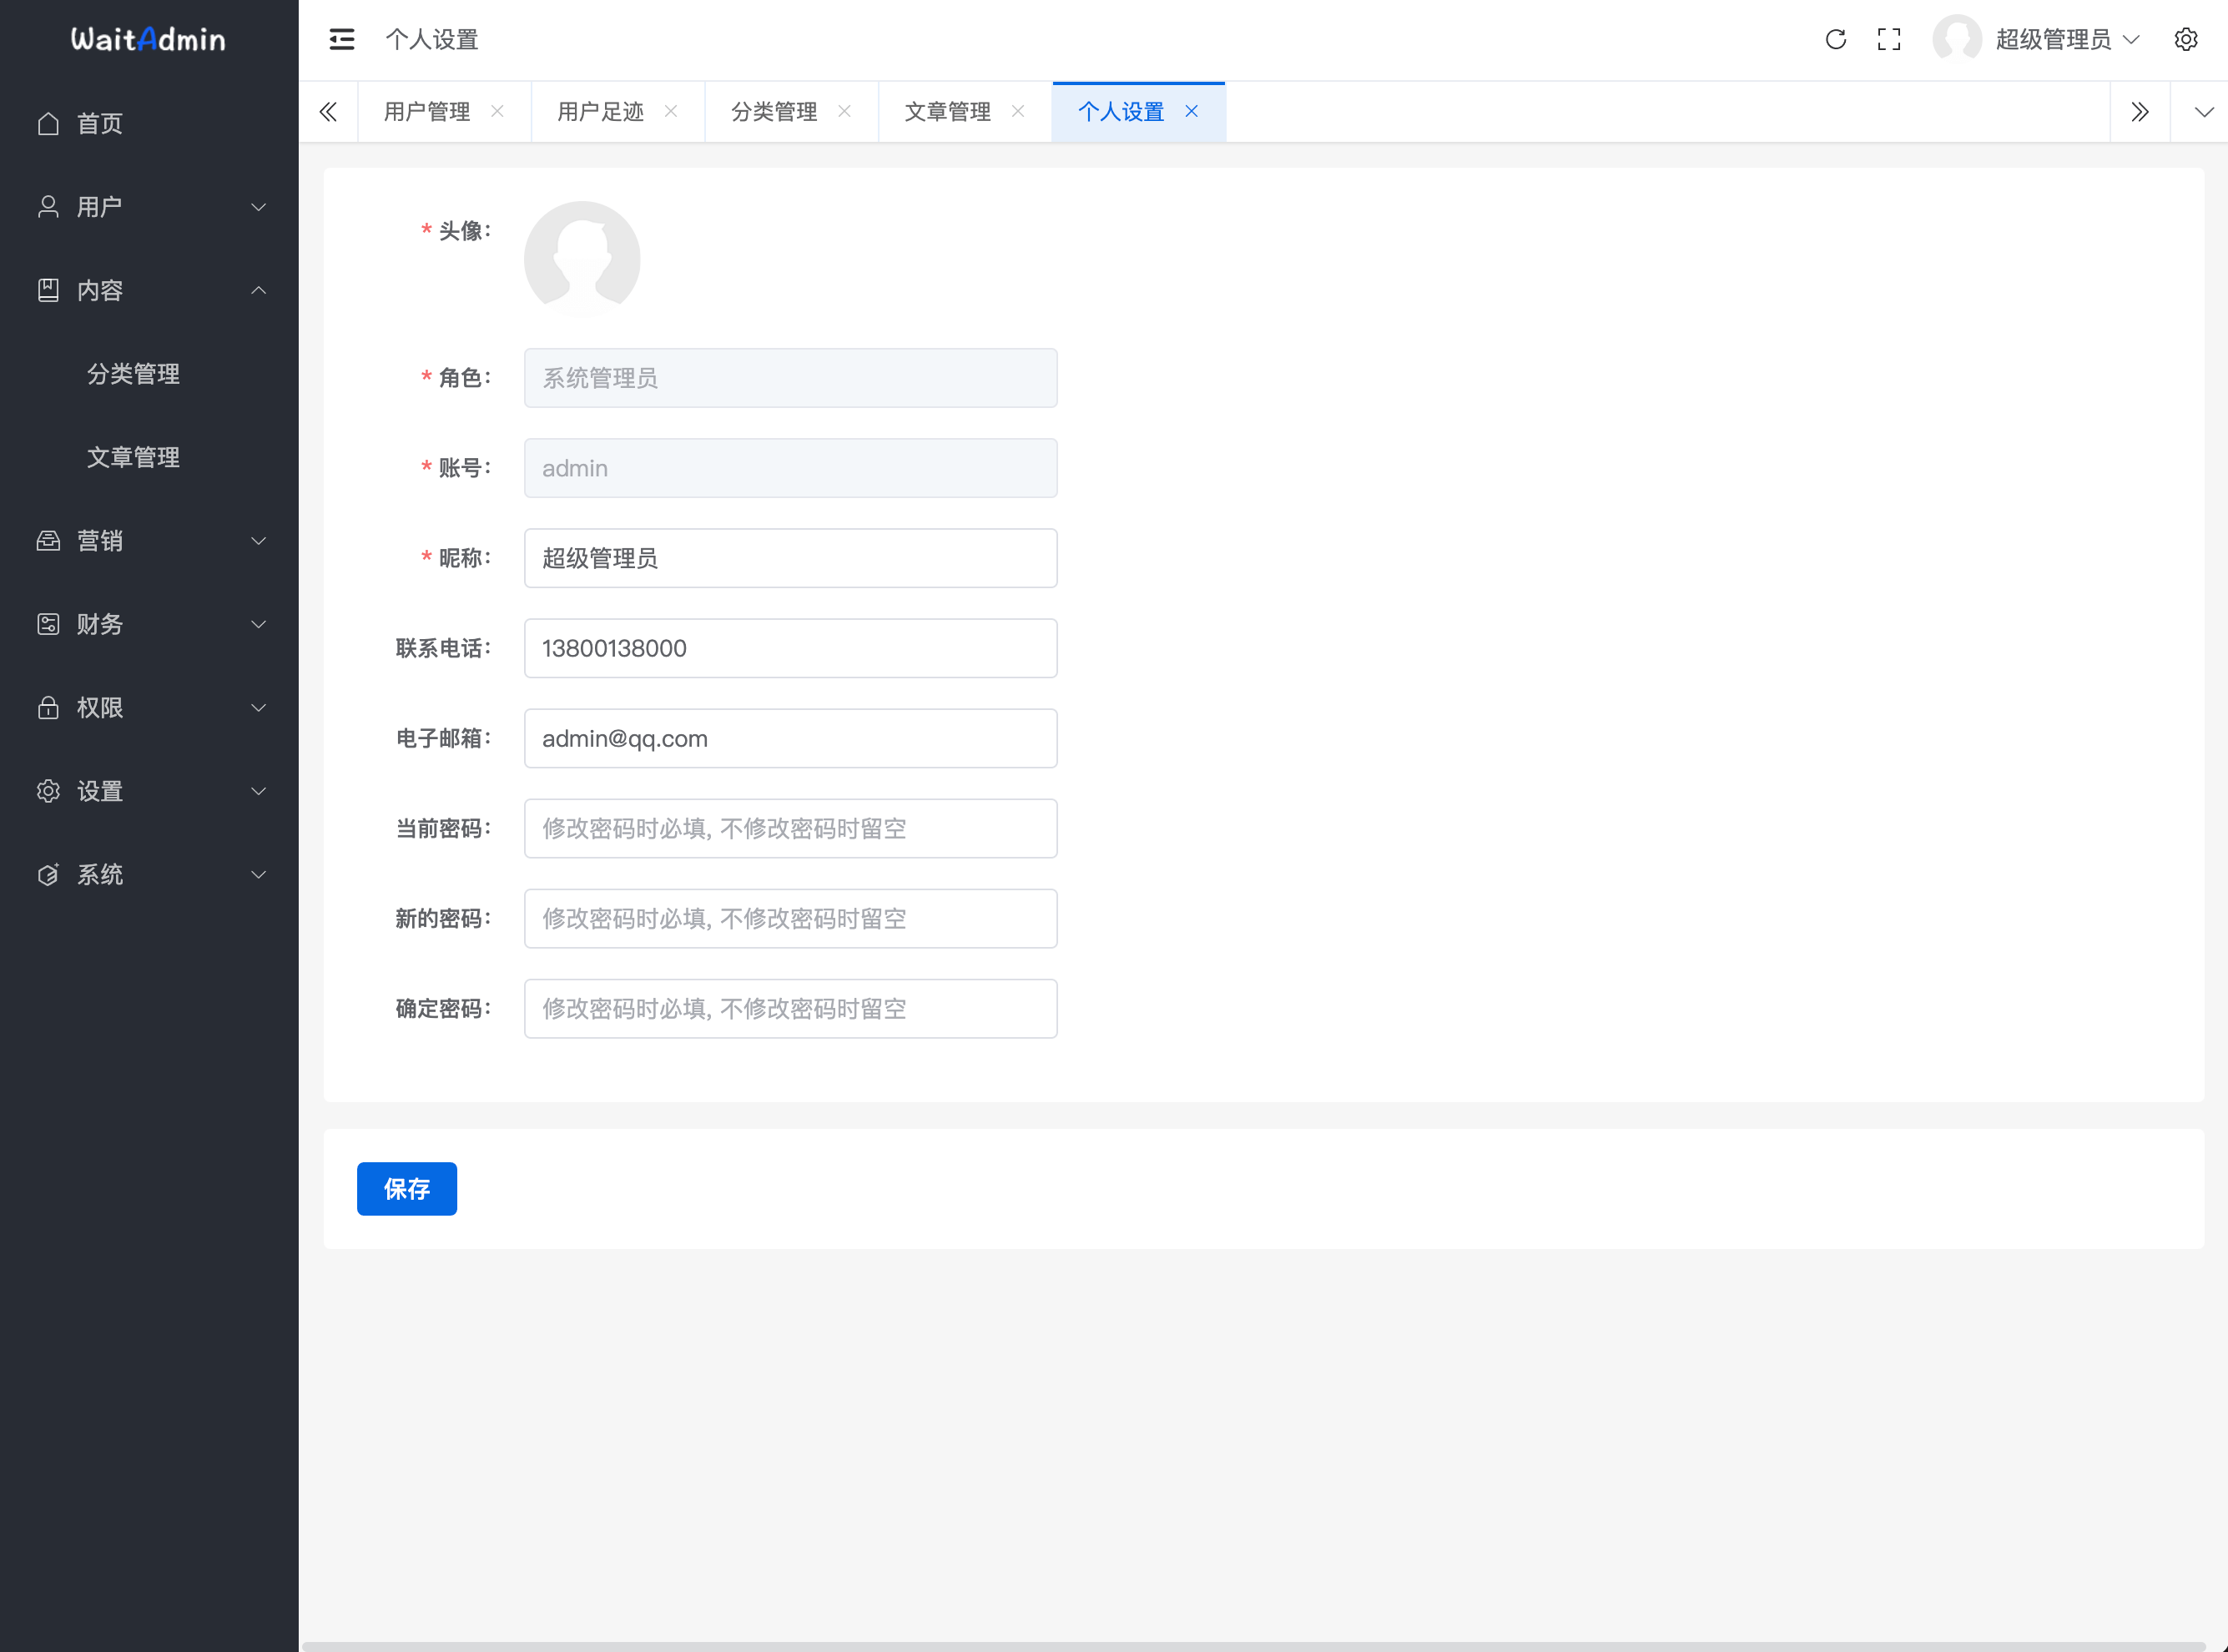 WaitAdmin
首页
用户
内容
分类管理
文章管理
营销
财务
权限
设置
系统
个人设置
超级管理员
用户管理
用户足迹
分类管理
文章管理
个人设置
* 头像：
* 角色： 系统管理员
* 账号： admin
* 昵称： 超级管理员
联系电话： 13800138000
电子邮箱： admin@qq.com
当前密码： 修改密码时必填, 不修改密码时留空
新的密码： 修改密码时必填, 不修改密码时留空
确定密码： 修改密码时必填, 不修改密码时留空
保存